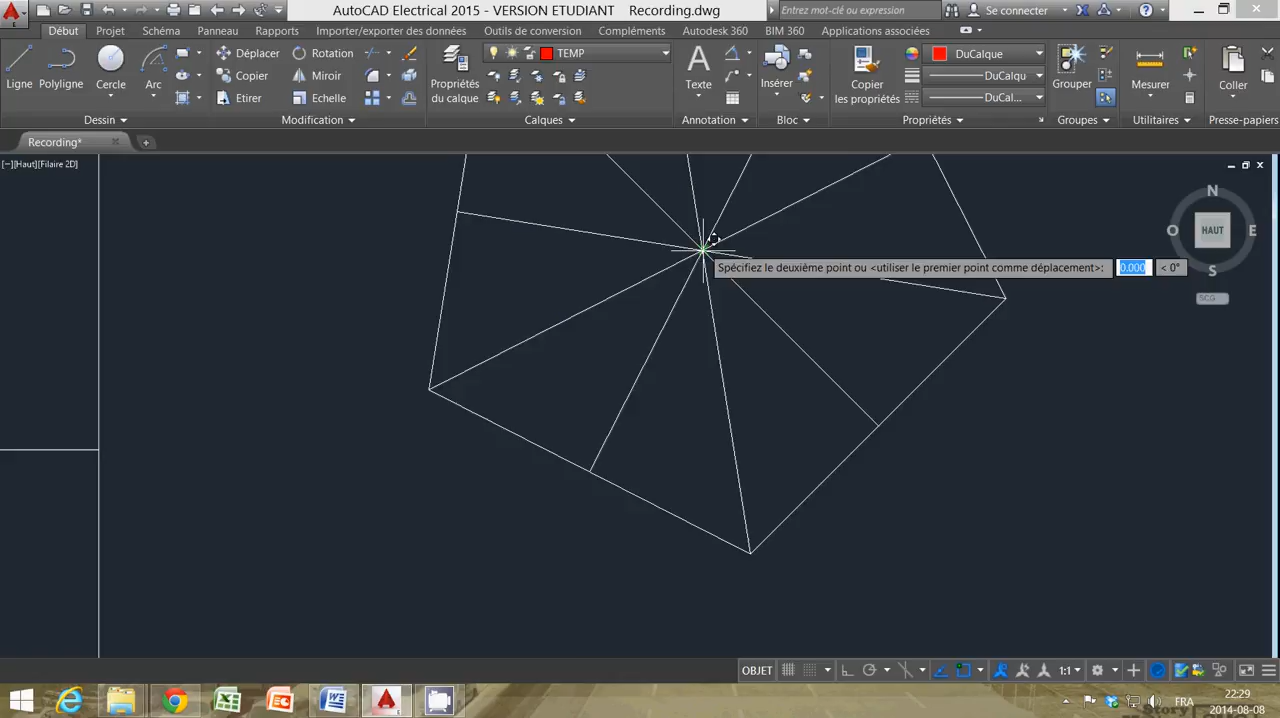 AutoCAD Electrical 2015 - VERSION ETUDIANT Recording.dwg
Entrez mot-clé ou expression
Se connecter
Début Projet Schéma Panneau Rapports Importer/exporter des données Outils de conversion Compléments Autodesk 360 BIM 360 Applications associées
Ligne Polyligne Cercle Arc
Déplacer Rotation
Copier Miroir
Etirer Echelle
Propriétés
du calque
TEMP
Texte
Insérer
Copier
les propriétés
DuCalque
DuCalqu
DuCal...
Grouper
Mesurer
Coller
Dessin Modification Calques Annotation Bloc Propriétés Groupes Utilitaires Presse-papiers
Recording*
[−][Haut][Filaire 2D]
N
O HAUT E
S
SCG
Spécifiez le deuxième point ou <utiliser le premier point comme déplacement>: 0.000 < 0°
OBJET 1:1
FR
22:29
2014-08-08